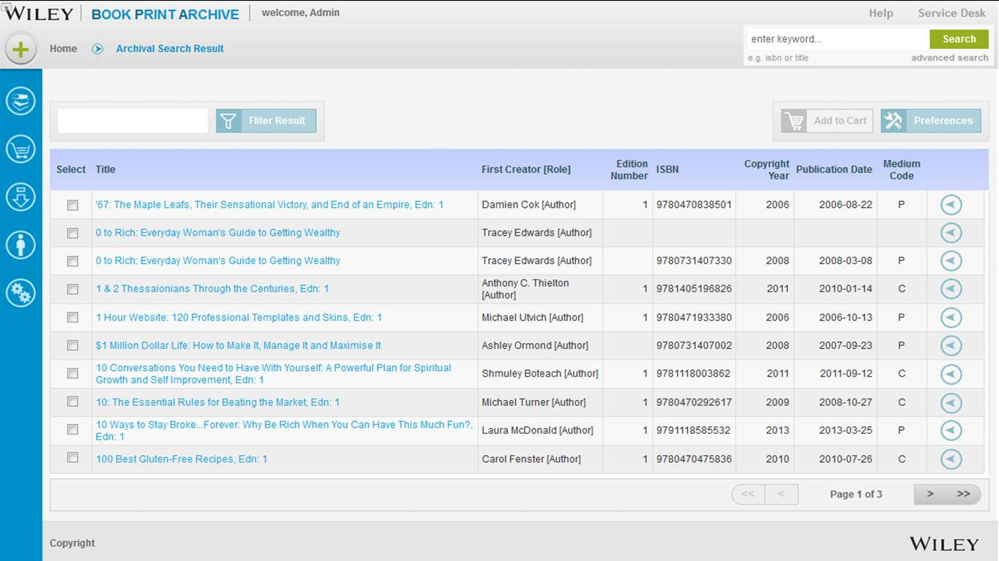 WILEY BOOK PRINT ARCHIVE welcome, Admin Help Service Desk
Home Archival Search Result enter keyword... Search
e.g. isbn or title advanced search
Fliter Result Add to Cart Preferences
Select Title First Creator [Role] Edition Number ISBN Copyright Year Publication Date Medium Code
'67: The Maple Leafs, Their Sensational Victory, and End of an Empire, Edn: 1 Damien Cok [Author] 1 9780470838501 2006 2006-08-22 P
0 to Rich: Everyday Woman's Guide to Getting Wealthy Tracey Edwards [Author]
0 to Rich: Everyday Woman's Guide to Getting Wealthy Tracey Edwards [Author] 9780731407330 2008 2008-03-08 P
1 & 2 Thessaionians Through the Centuries, Edn: 1 Anthony C. Thielton [Author] 1 9781405196826 2011 2010-01-14 C
1 Hour Website: 120 Professional Templates and Skins, Edn: 1 Michael Utvich [Author] 1 9780471933380 2006 2006-10-13 P
$1 Million Dollar Life: How to Make It, Manage It and Maximise It Ashley Ormond [Author] 9780731407002 2008 2007-09-23 P
10 Conversations You Need to Have With Yourself: A Powerful Plan for Spiritual
Growth and Self Improvement, Edn: 1 Shmuley Boteach [Author] 1 9781118003862 2011 2011-09-12 C
10: The Essential Rules for Beating the Market, Edn: 1 Michael Turner [Author] 1 9780470292617 2009 2008-10-27 C
10 Ways to Stay Broke...Forever: Why Be Rich When You Can Have This Much Fun?,
Edn: 1 Laura McDonald [Author] 1 9791118585532 2013 2013-03-25 P
100 Best Gluten-Free Recipes, Edn: 1 Carol Fenster [Author] 1 9780470475836 2010 2010-07-26 C
<< < Page 1 of 3 > >>
Copyright WILEY